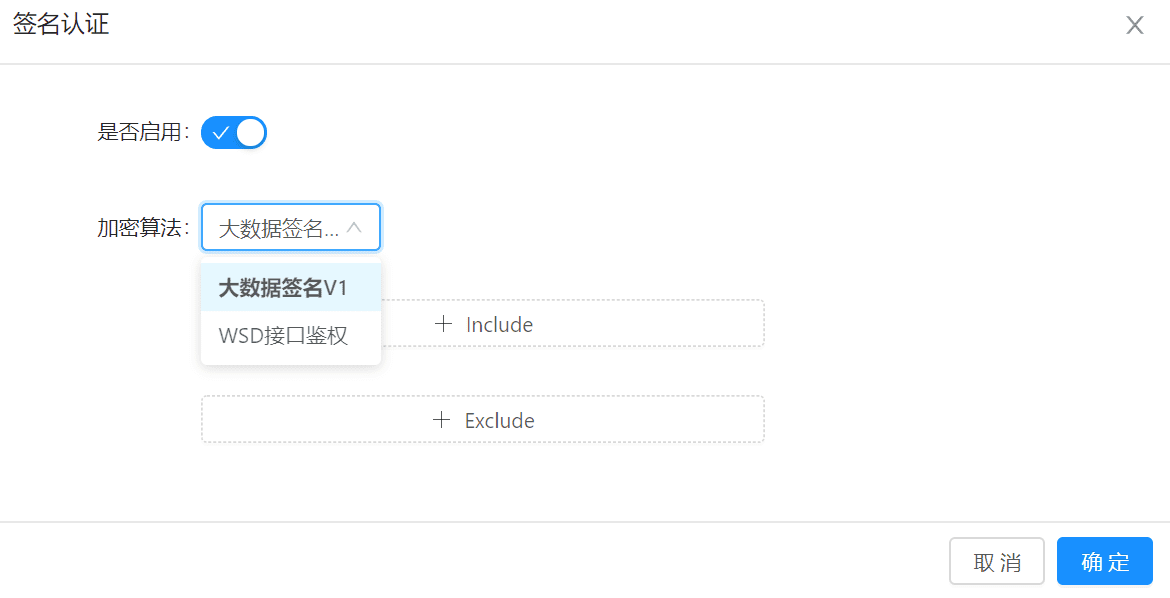 签名认证
是否启用：
加密算法：
大数据签名...
大数据签名V1
WSD接口鉴权
Include
Exclude
取 消
确 定